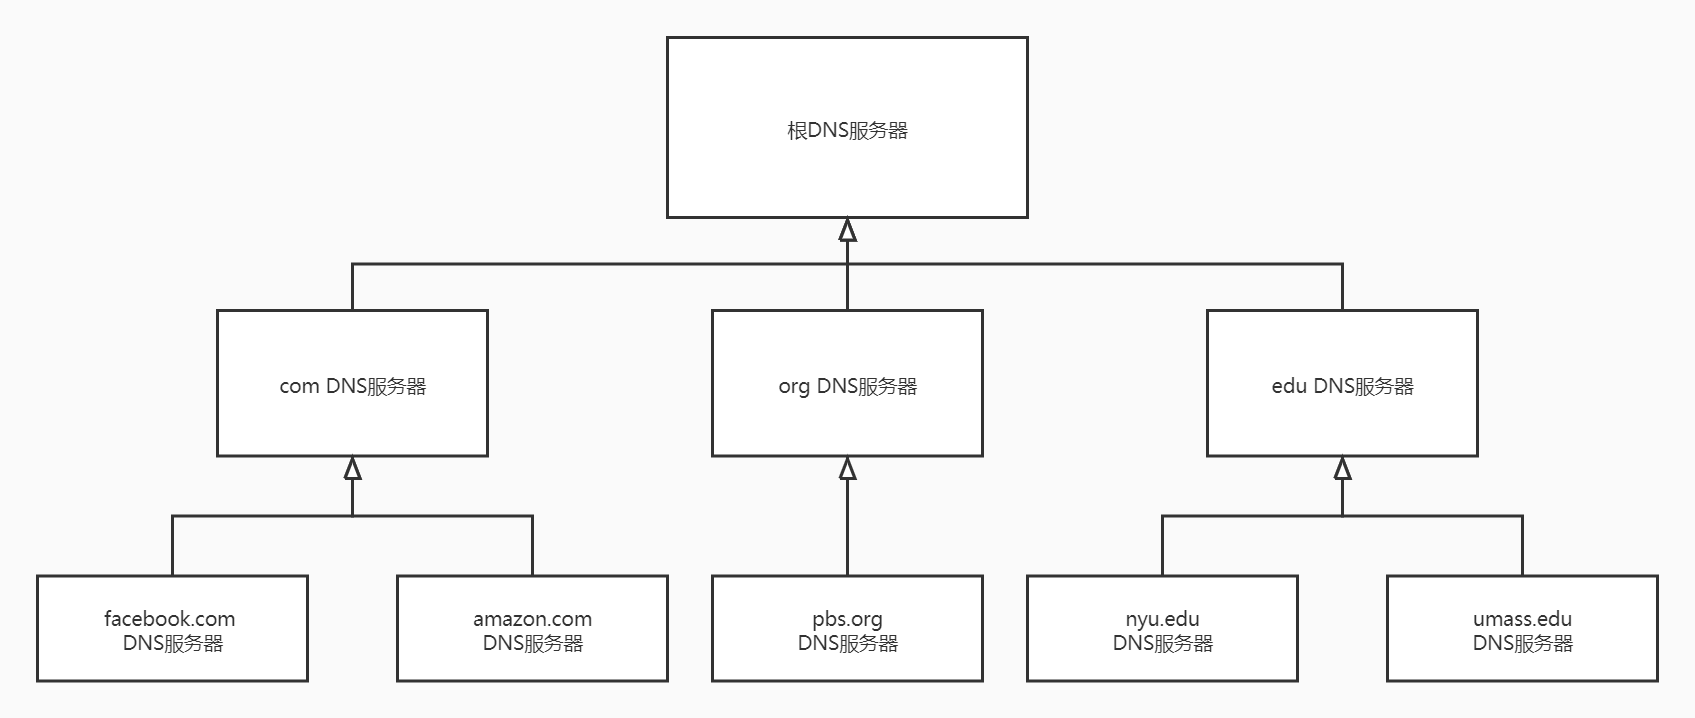 根DNS服务器
com DNS服务器
org DNS服务器
edu DNS服务器
facebook.com
DNS服务器
amazon.com
DNS服务器
pbs.org
DNS服务器
nyu.edu
DNS服务器
umass.edu
DNS服务器